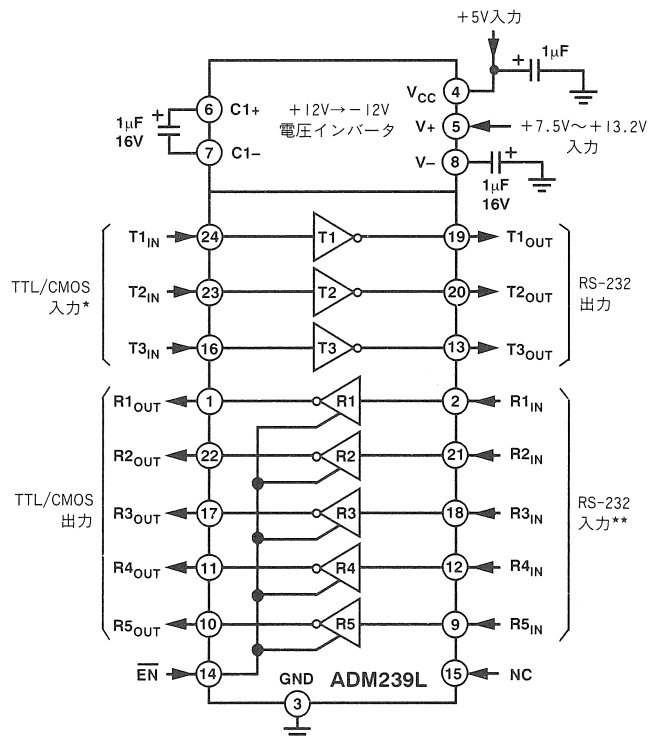 +5V入力
1μF
+
VCC
4
6
C1+
+
1μF
16V
7
C1−
+12V→−12V
電圧インバータ
V+
5
+7.5V〜+13.2V
入力
V−
8
+
1μF
16V
TTL/CMOS
入力*
T1IN
24
T1
19
T1OUT
T2IN
23
T2
20
T2OUT
T3IN
16
T3
13
T3OUT
RS-232
出力
TTL/CMOS
出力
R1OUT
1
R1
2
R1IN
R2OUT
22
R2
21
R2IN
R3OUT
17
R3
18
R3IN
R4OUT
11
R4
12
R4IN
R5OUT
10
R5
9
R5IN
RS-232
入力**
EN
14
GND
3
ADM239L
15
NC